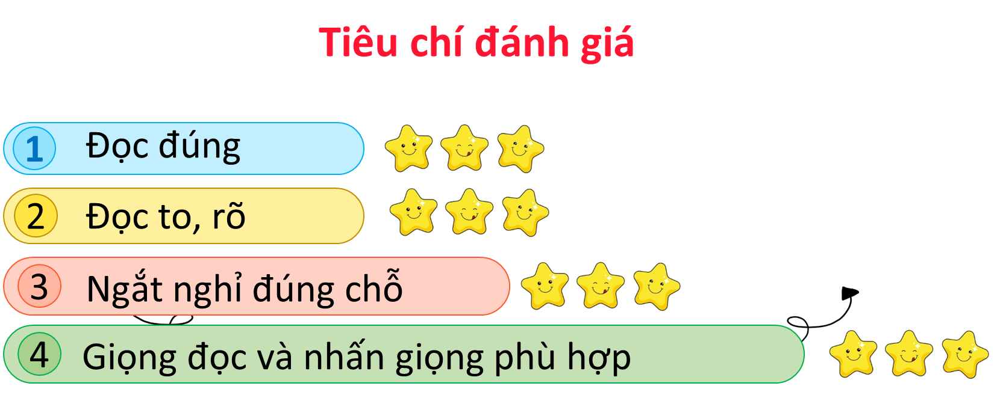 Tiêu chí đánh giá
1 Đọc đúng
2 Đọc to, rõ
3 Ngắt nghỉ đúng chỗ
4 Giọng đọc và nhấn giọng phù hợp